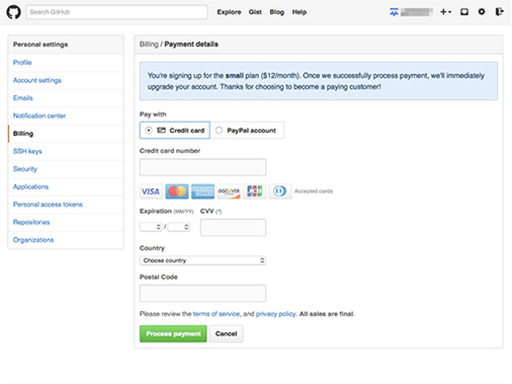 Search GitHub
Explore Gist Blog Help
Personal settings
Profile
Account settings
Emails
Notification center
Billing
SSH keys
Security
Applications
Personal access tokens
Repositories
Organizations
Billing / Payment details
You're signing up for the small plan ($12/month). Once we successfully process payment, we'll immediately
upgrade your account. Thanks for choosing to become a paying customer!
Pay with
Credit card PayPal account
Credit card number
VISA DISCOVER JCB Accepted cards
Expiration (MM/YY) CVV (?)
/
Country
Choose country
Postal Code
Please review the terms of service, and privacy policy. All sales are final.
Process payment Cancel